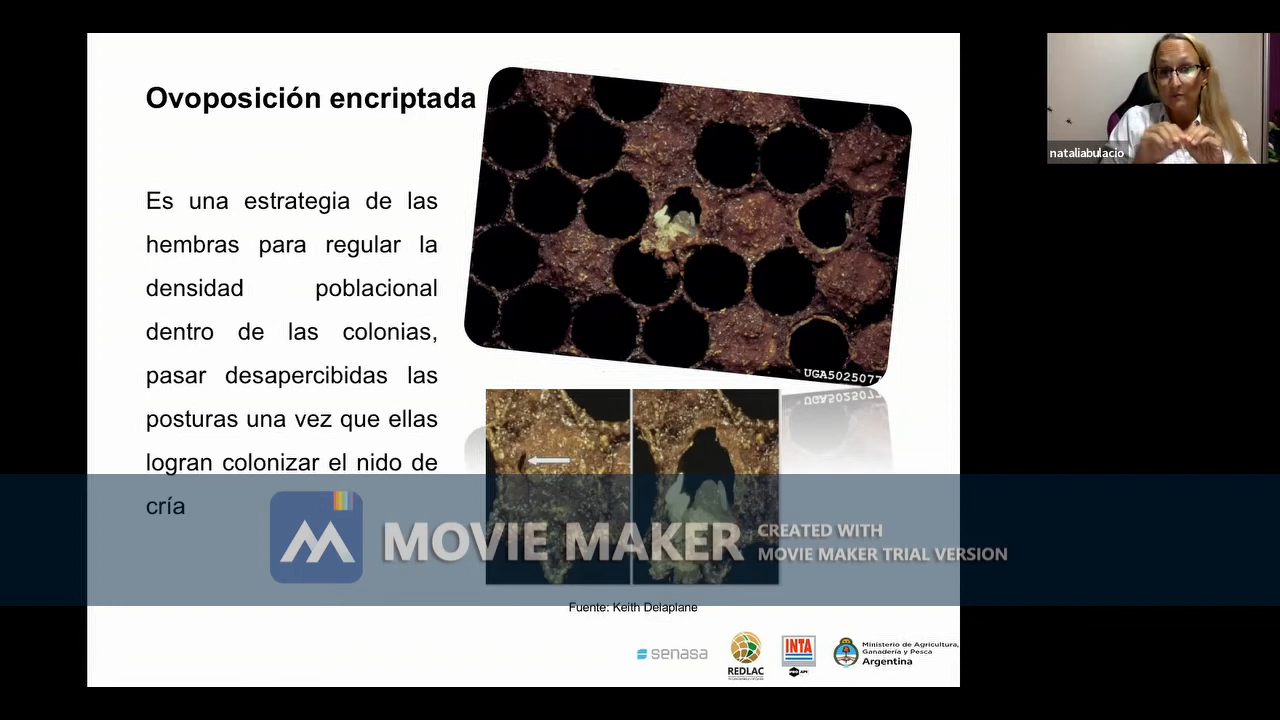 Ovoposición encriptada
Es una estrategia de las
hembras para regular la
densidad poblacional
dentro de las colonias,
pasar desapercibidas las
posturas una vez que ellas
logran colonizar el nido de
cría
UGA5025077
MOVIE MAKER
CREATED WITH
MOVIE MAKER TRIAL VERSION
Fuente: Keith Delaplane
senasa
REDLAC
INTA
Ministerio de Agricultura,
Ganadería y Pesca
Argentina
nataliabulacio